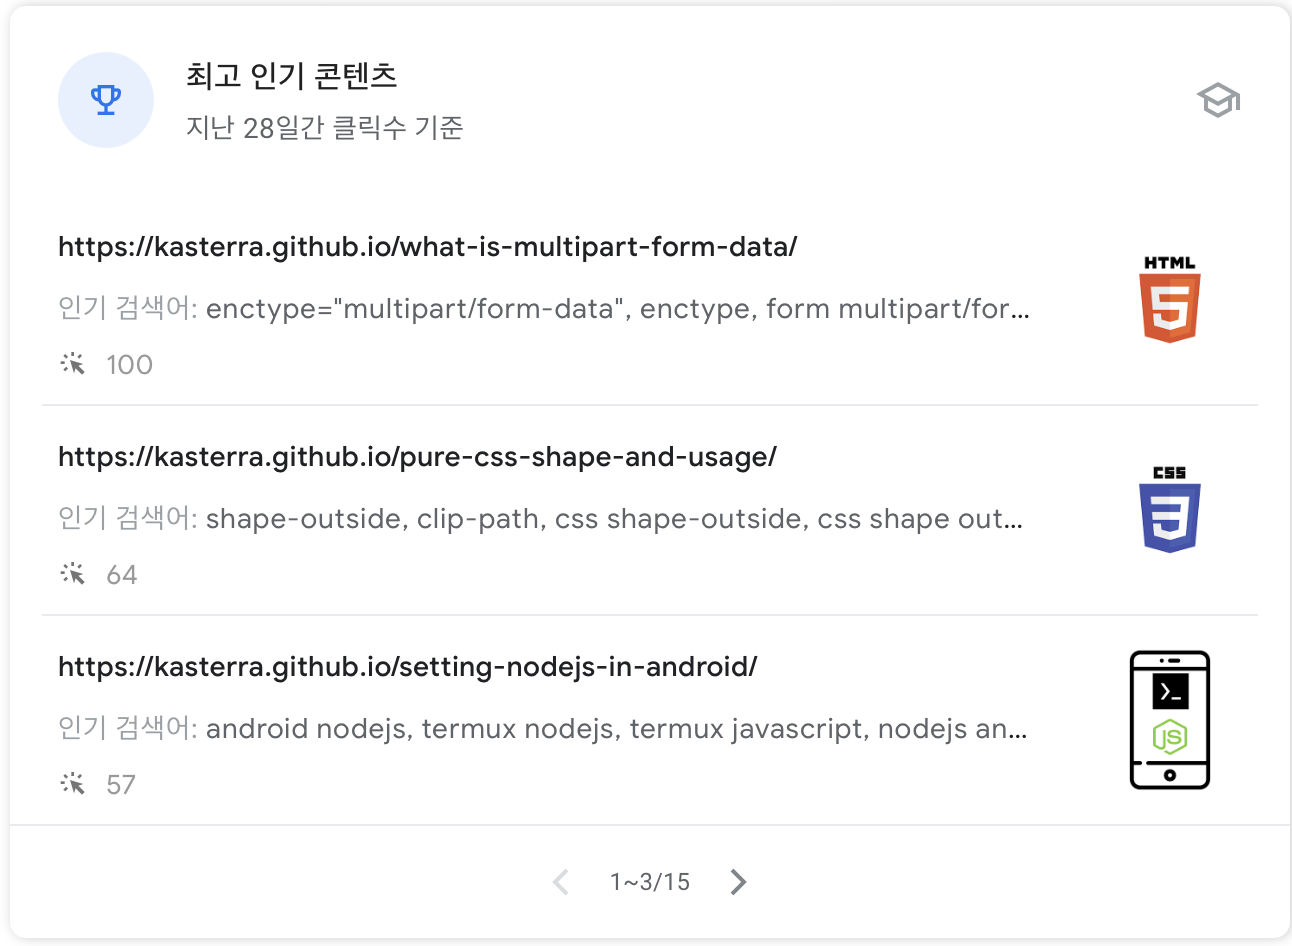 최고 인기 콘텐츠
지난 28일간 클릭수 기준
https://kasterra.github.io/what-is-multipart-form-data/
인기 검색어: enctype="multipart/form-data", enctype, form multipart/for...
100
HTML
5
https://kasterra.github.io/pure-css-shape-and-usage/
인기 검색어: shape-outside, clip-path, css shape-outside, css shape out...
64
CSS
3
https://kasterra.github.io/setting-nodejs-in-android/
인기 검색어: android nodejs, termux nodejs, termux javascript, nodejs an...
57
>_
JS
1~3/15